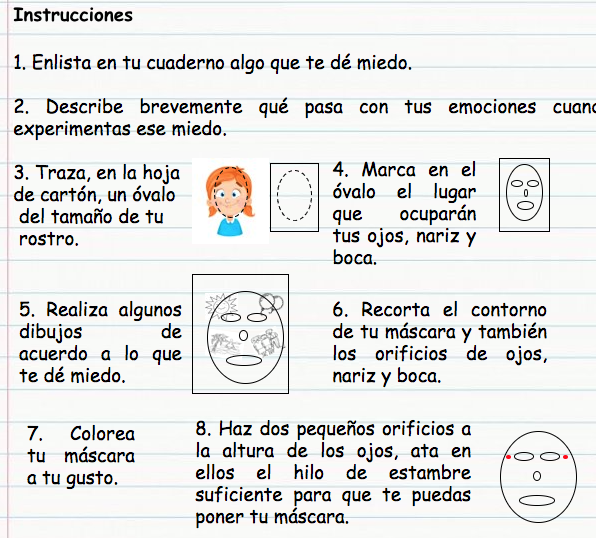 Instrucciones
1. Enlista en tu cuaderno algo que te dé miedo.
2. Describe brevemente qué pasa con tus emociones
experimentas ese miedo.
3. Traza, en la hoja
de cartón, un óvalo
del tamaño de tu
rostro.
4. Marca en el
óvalo el lugar
que ocuparán
tus ojos, nariz y
boca.
5. Realiza algunos
dibujos de
acuerdo a lo que
te dé miedo.
6. Recorta el contorno
de tu máscara y también
los orificios de ojos,
nariz y boca.
7. Colorea
tu máscara
a tu gusto.
8. Haz dos pequeños orificios a
la altura de los ojos, ata en
ellos el hilo de estambre
suficiente para que te puedas
poner tu máscara.